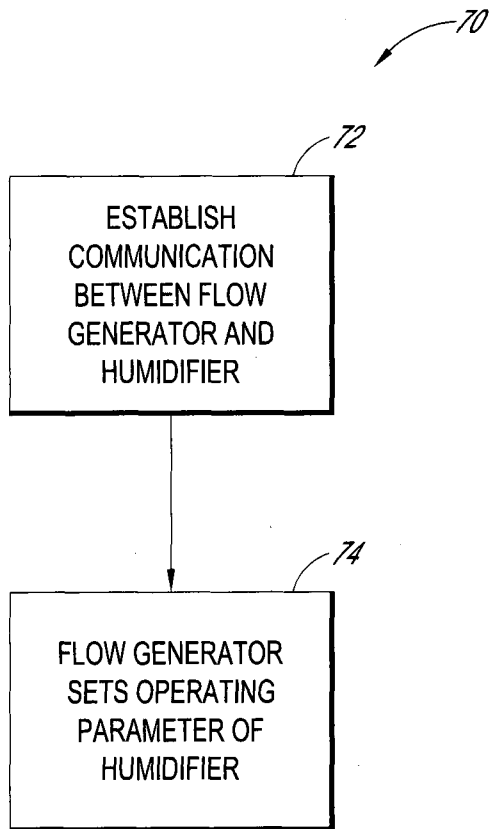 70
72
ESTABLISH
COMMUNICATION
BETWEEN FLOW
GENERATOR AND
HUMIDIFIER
74
FLOW GENERATOR
SETS OPERATING
PARAMETER OF
HUMIDIFIER